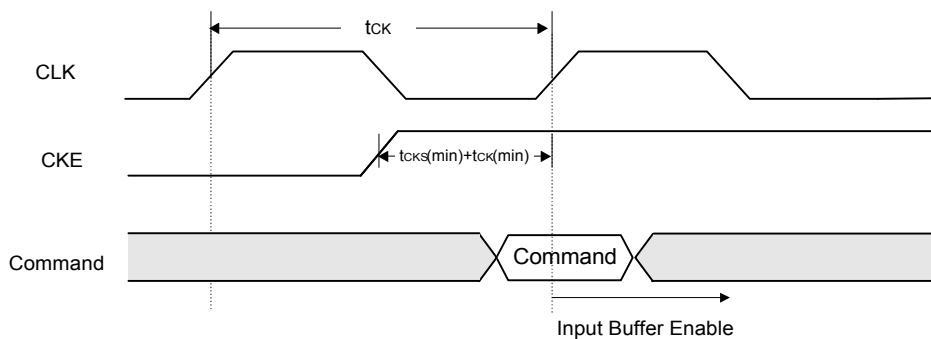 tCK
CLK
CKE
tCKS(min)+tCK(min)
Command
Command
Input Buffer Enable